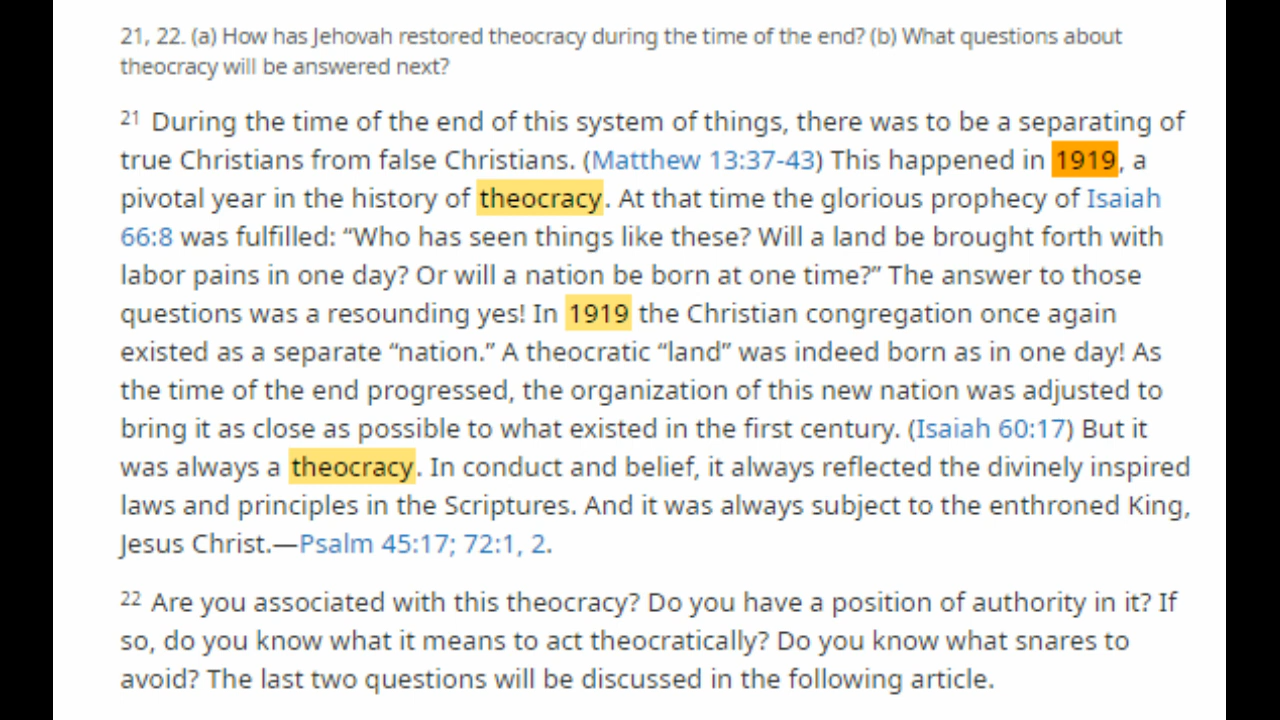 21, 22. (a) How has Jehovah restored theocracy during the time of the end? (b) What questions about
theocracy will be answered next?
21 During the time of the end of this system of things, there was to be a separating of
true Christians from false Christians. (Matthew 13:37-43) This happened in 1919, a
pivotal year in the history of theocracy. At that time the glorious prophecy of Isaiah
66:8 was fulfilled: “Who has seen things like these? Will a land be brought forth with
labor pains in one day? Or will a nation be born at one time?” The answer to those
questions was a resounding yes! In 1919 the Christian congregation once again
existed as a separate “nation.” A theocratic “land” was indeed born as in one day! As
the time of the end progressed, the organization of this new nation was adjusted to
bring it as close as possible to what existed in the first century. (Isaiah 60:17) But it
was always a theocracy. In conduct and belief, it always reflected the divinely inspired
laws and principles in the Scriptures. And it was always subject to the enthroned King,
Jesus Christ.—Psalm 45:17; 72:1, 2.
22 Are you associated with this theocracy? Do you have a position of authority in it? If
so, do you know what it means to act theocratically? Do you know what snares to
avoid? The last two questions will be discussed in the following article.